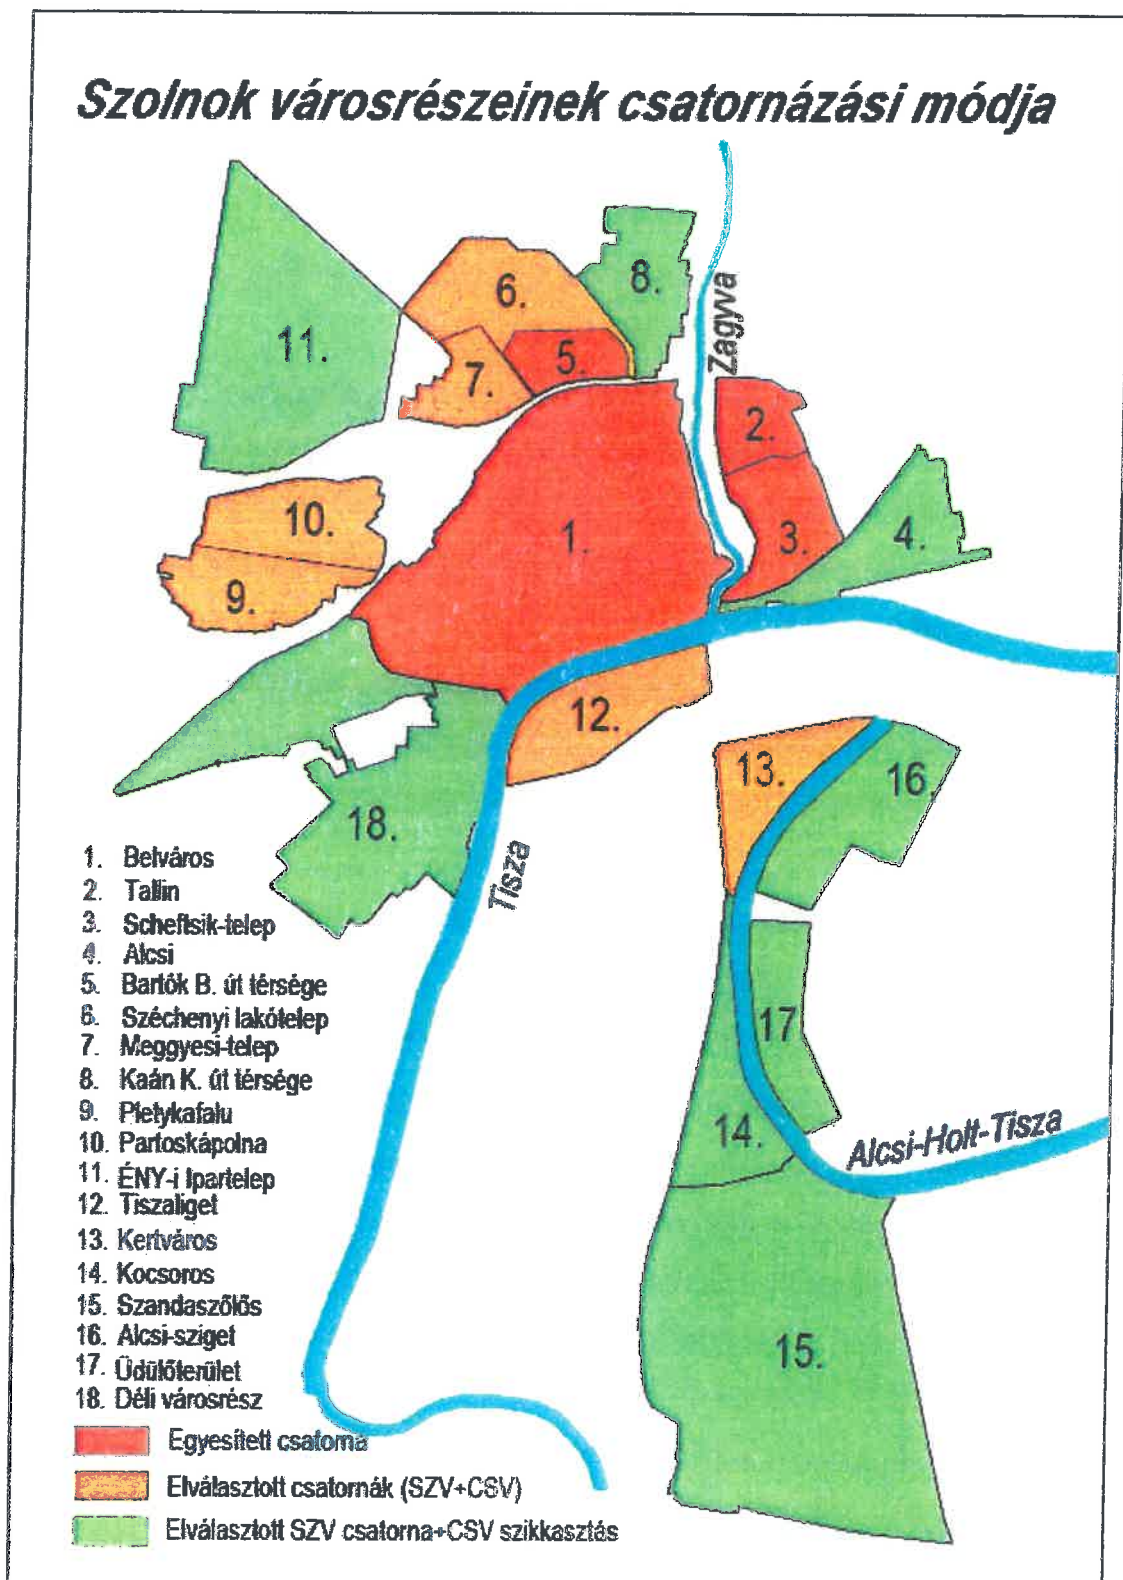 Szolnok városrészeinek csatornázási módja
Zagyva
11.
6.
8.
5.
7.
2.
3.
4.
1.
10.
9.
12.
13.
16.
18.
Tisza
17
14.
Alcsi-Holt-Tisza
15.
1. Belváros
2. Tallin
3. Scheftsik-telep
4. Alcsi
5. Bartók B. út térsége
6. Széchenyi lakótelep
7. Meggyesi-telep
8. Kaán K. út térsége
9. Pletykafalu
10. Partoskápolna
11. ÉNY-i Ipartelep
12. Tiszaliget
13. Kertváros
14. Kocsoros
15. Szandaszőlős
16. Alcsi-sziget
17. Üdülőterület
18. Déli városrész
Egyesített csatorna
Elválasztott csatornák (SZV+CSV)
Elválasztott SZV csatorna+CSV szikkasztás